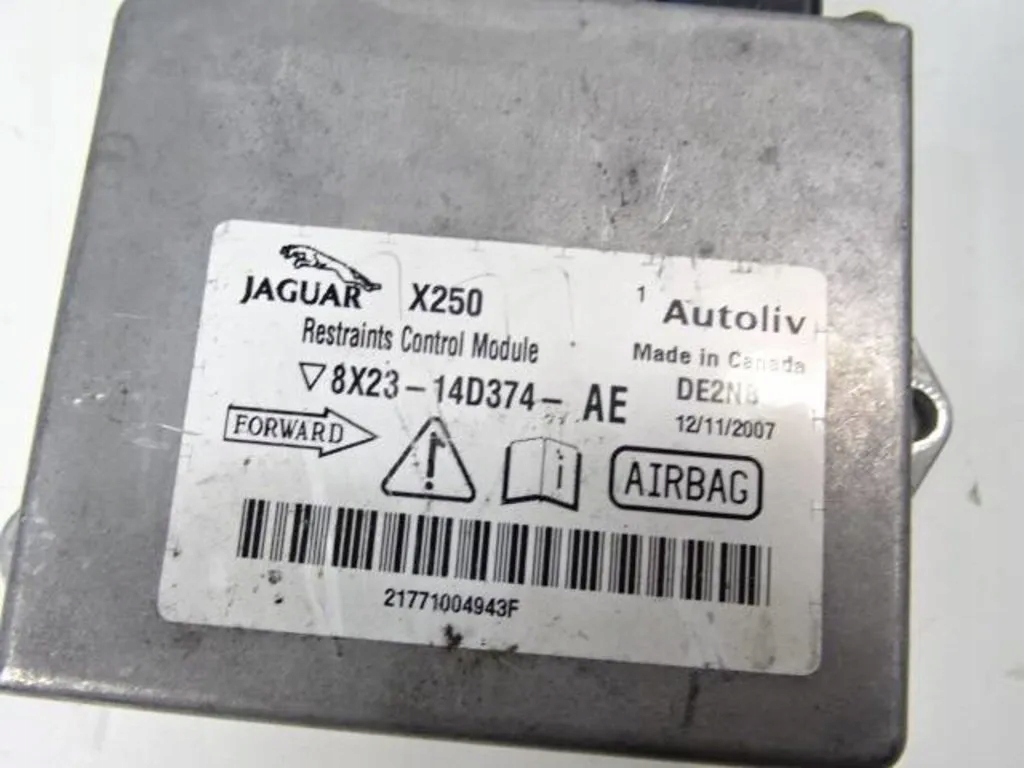 JAGUAR X250
Restraints Control Module
8X23-14D374- AE
1 Autoliv
Made in Canada
DE2NB
12/11/2007
FORWARD
AIRBAG
21771004943F